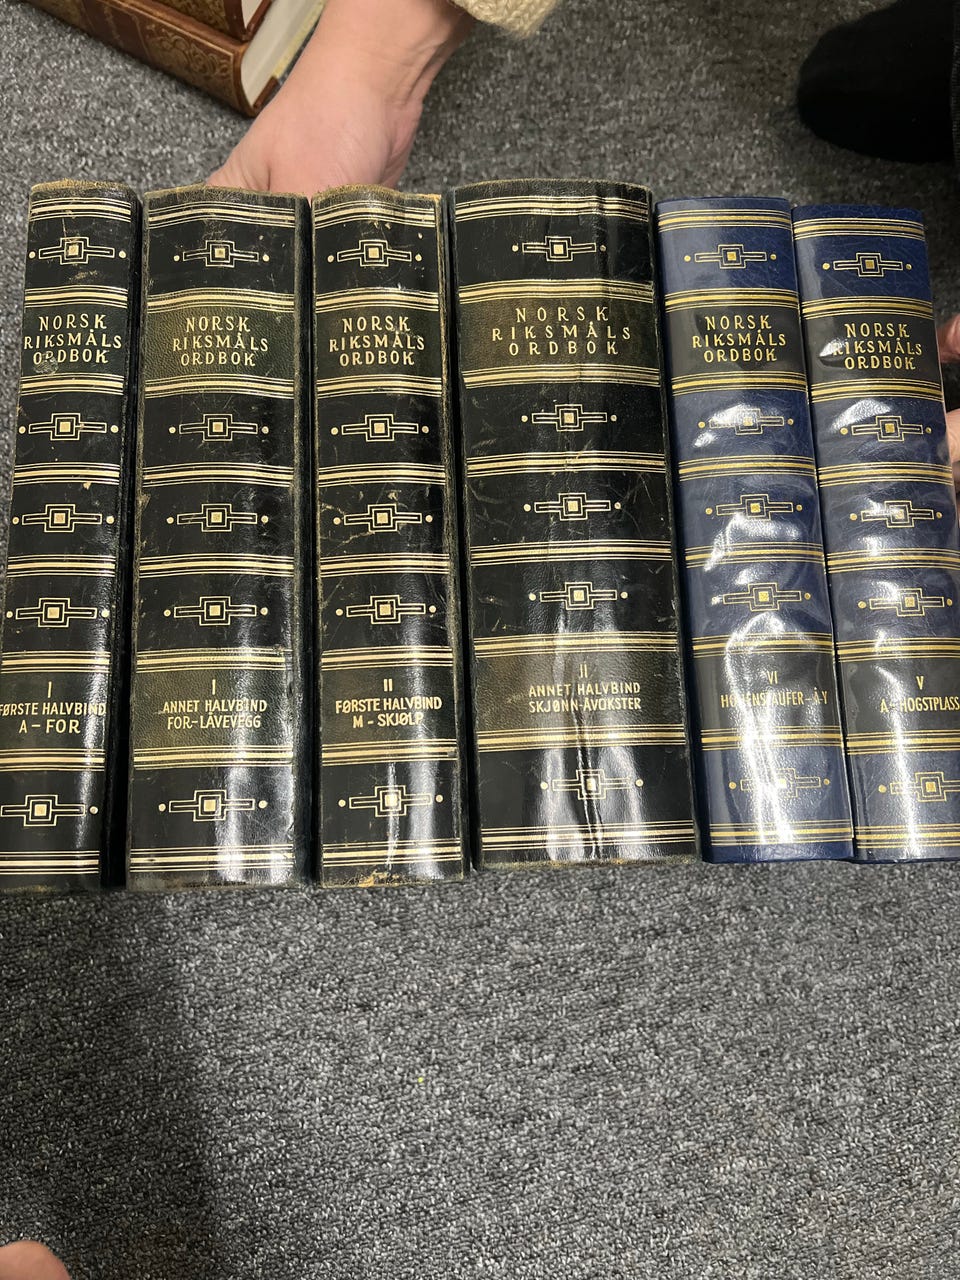 NORSK
RIKSMÅLS
ORDBOK
I
FØRSTE HALVBIND
A – FOR
NORSK
RIKSMÅLS
ORDBOK
I
ANNET HALVBIND
FOR-LÅVEVEGG
NORSK
RIKSMÅLS
ORDBOK
II
FØRSTE HALVBIND
M – SKJØLP
NORSK
RIKSMÅLS
ORDBOK
II
ANNET HALVBIND
SKJØNN-ÅVOKSTER
NORSK
RIKSMÅLS
ORDBOK
VI
HOHENSTAUFER-Å-Y
NORSK
RIKSMÅLS
ORDBOK
V
A – HOGSTPLASS